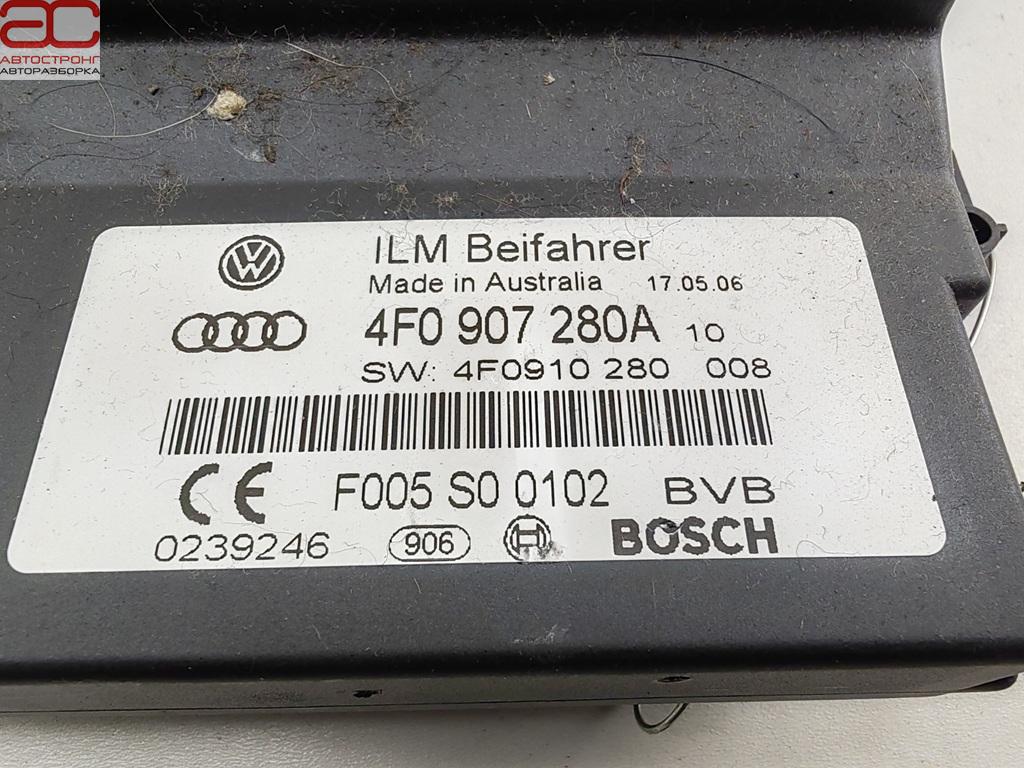 АС
АВТОСТРОНГ
АВТОРАЗБОРКА
ILM Beifahrer
Made in Australia 17.05.06
4F0 907 280A 10
SW: 4F0910 280 008
CE F005 S0 0102 BVB
0239246 906 BOSCH